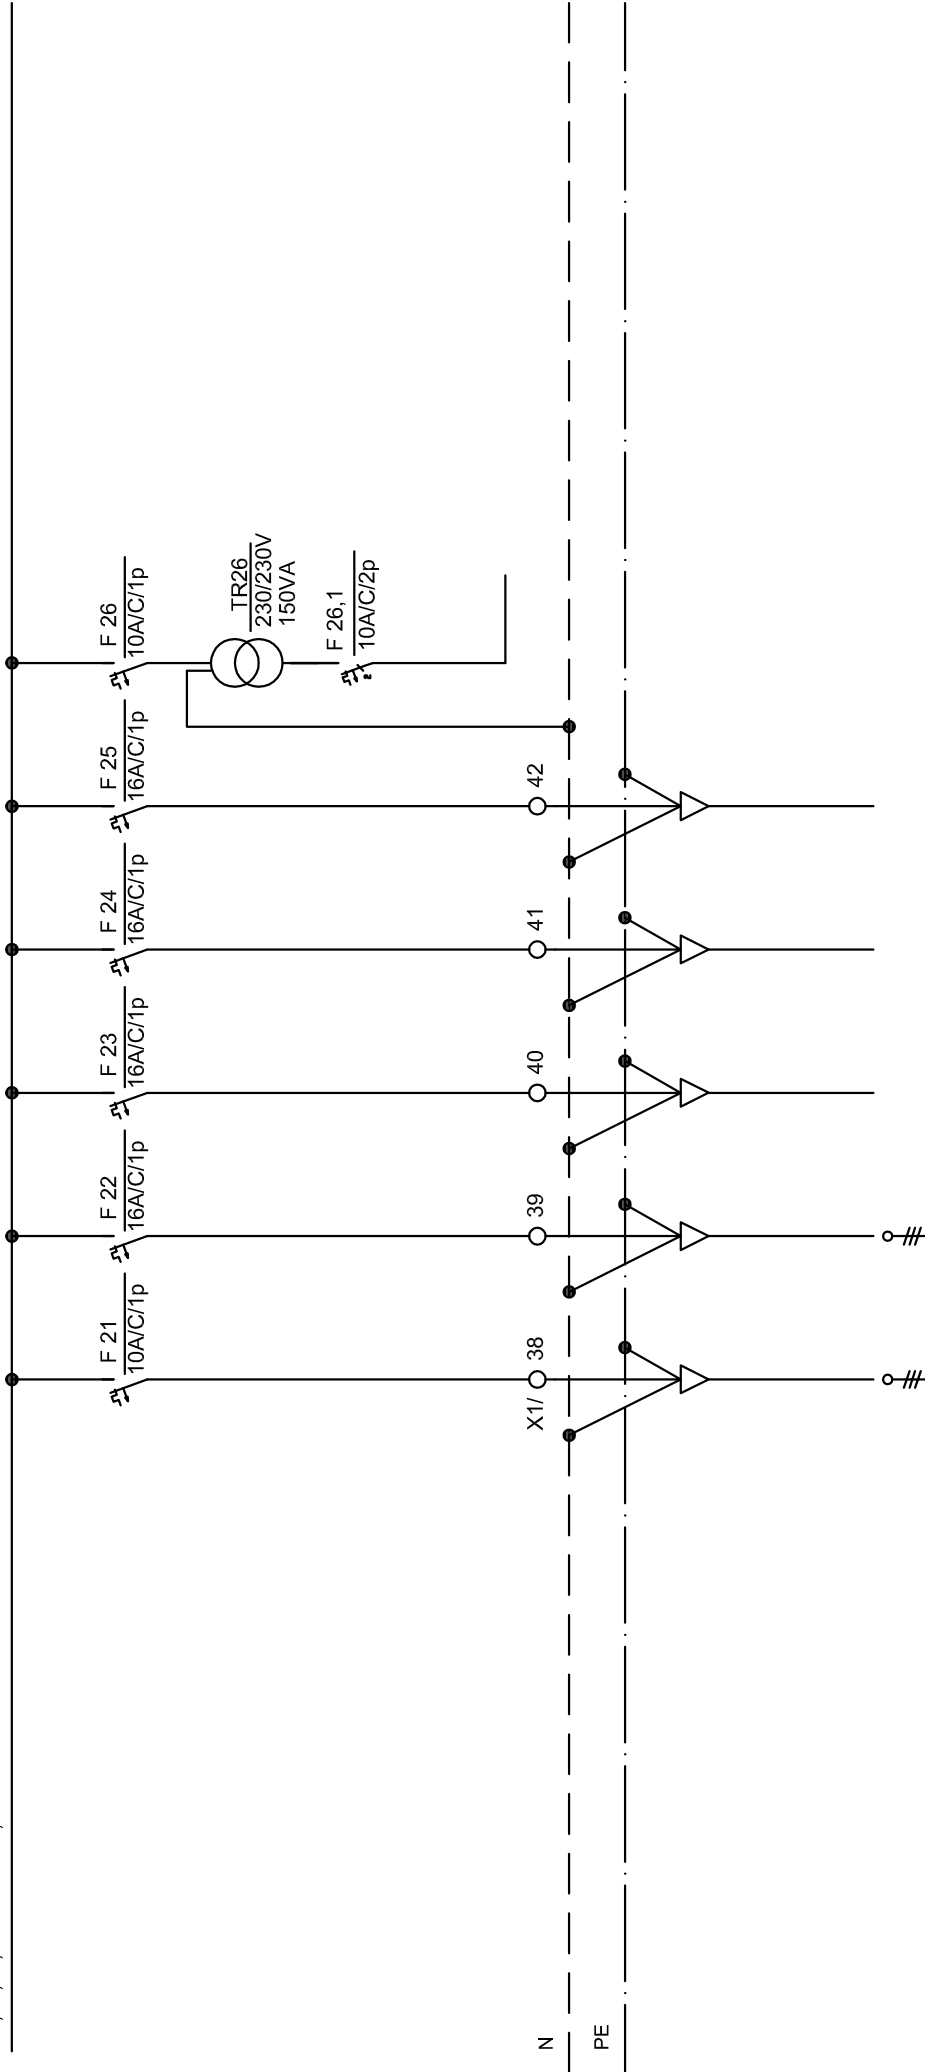 F 21
10A/C/1p
F 22
16A/C/1p
F 23
16A/C/1p
F 24
16A/C/1p
F 25
16A/C/1p
F 26
10A/C/1p
TR26
230/230V
150VA
F 26,1
10A/C/2p
X1/ 38
39
40
41
42
N
PE